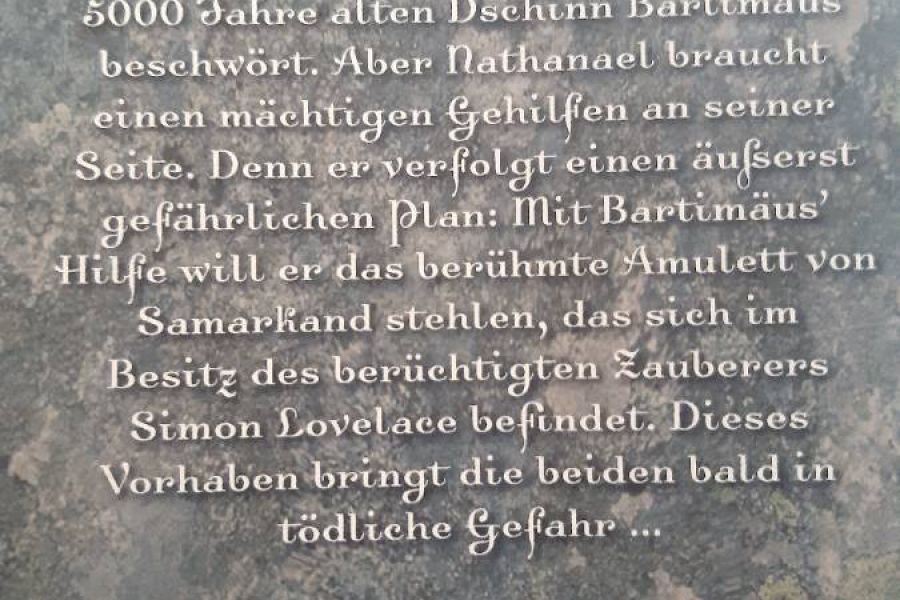 5000 Jahre alten Dschinn Bartimäus
beschwört. Aber Nathanael braucht
einen mächtigen Gehilfen an seiner
Seite. Denn er verfolgt einen äußerst
gefährlichen Plan: Mit Bartimäus'
Hilfe will er das berühmte Amulett von
Samarkand stehlen, das sich im
Besitz des berüchtigten Zauberers
Simon Lovelace befindet. Dieses
Vorhaben bringt die beiden bald in
tödliche Gefahr ...